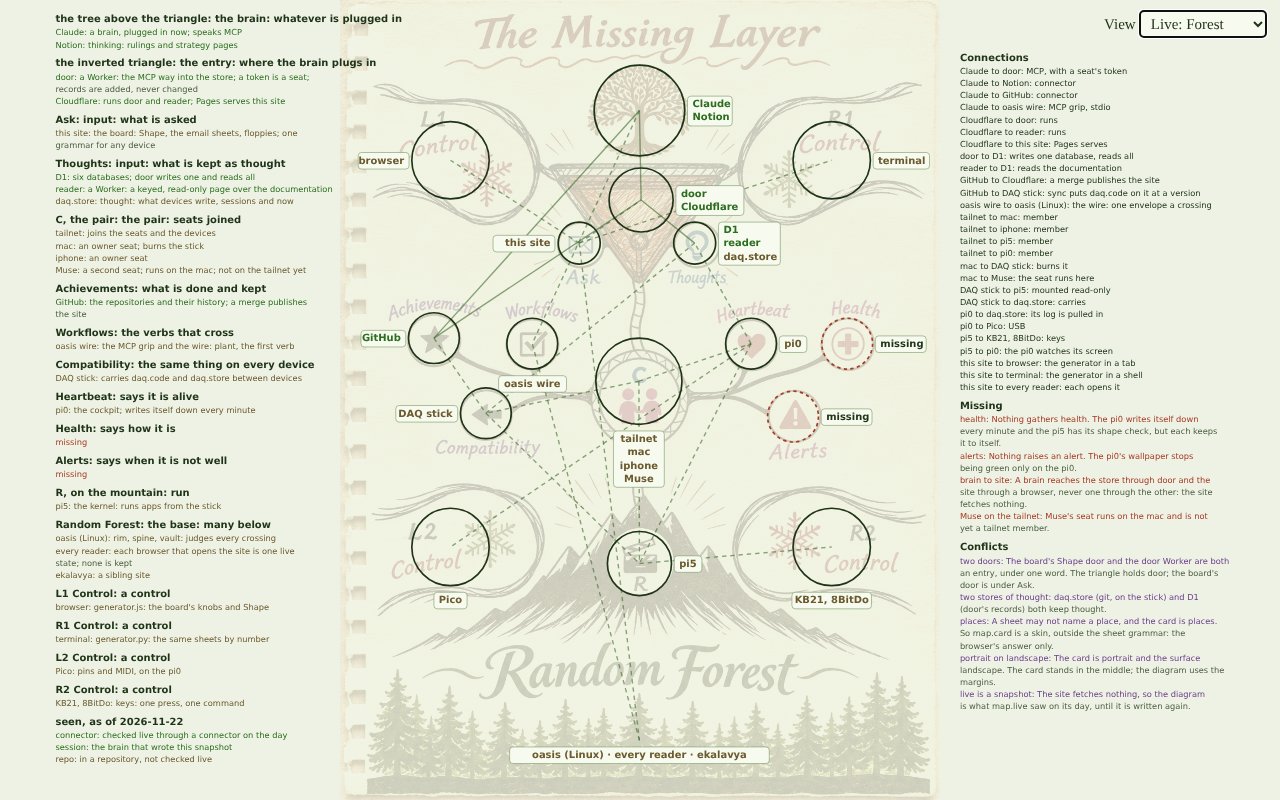 the tree above the triangle: the brain: whatever is plugged in
Claude: a brain, plugged in now; speaks MCP
Notion: thinking: rulings and strategy pages
the inverted triangle: the entry: where the brain plugs in
door: a Worker: the MCP way into the store; a token is a seat;
records are added, never changed
Cloudflare: runs door and reader; Pages serves this site
Ask: input: what is asked
this site: the board: Shape, the email sheets, floppies; one
grammar for any device
Thoughts: input: what is kept as thought
D1: six databases; door writes one and reads all
reader: a Worker: a keyed, read-only page over the documentation
daq.store: thought: what devices write, sessions and now
C, the pair: the pair: seats joined
tailnet: joins the seats and the devices
mac: an owner seat; burns the stick
iphone: an owner seat
Muse: a second seat; runs on the mac; not on the tailnet yet
Achievements: what is done and kept
GitHub: the repositories and their history; a merge publishes
the site
Workflows: the verbs that cross
oasis wire: the MCP grip and the wire: plant, the first verb
Compatibility: the same thing on every device
DAQ stick: carries daq.code and daq.store between devices
Heartbeat: says it is alive
pi0: the cockpit; writes itself down every minute
Health: says how it is
missing
Alerts: says when it is not well
missing
R, on the mountain: run
pi5: the kernel: runs apps from the stick
Random Forest: the base: many below
oasis (Linux): rim, spine, vault: judges every crossing
every reader: each browser that opens the site is one live
state; none is kept
ekalavya: a sibling site
L1 Control: a control
browser: generator.js: the board's knobs and Shape
R1 Control: a control
terminal: generator.py: the same sheets by number
L2 Control: a control
Pico: pins and MIDI, on the pi0
R2 Control: a control
KB21, 8BitDo: keys: one press, one command
seen, as of 2026-11-22
connector: checked live through a connector on the day
session: the brain that wrote this snapshot
repo: in a repository, not checked live
The Missing Layer
Claude
Notion
L1
Control
R1
Control
browser
terminal
door
Cloudflare
this site
D1
reader
daq.store
Ask
Thoughts
Achievements
Workflows
Heartbeat
Health
GitHub
oasis wire
C
pi0
missing
DAQ stick
missing
Compatibility
Alerts
tailnet
mac
iphone
Muse
L2
Control
R2
Control
R
pi5
Pico
KB21, 8BitDo
Random Forest
oasis (Linux) · every reader · ekalavya
View
Live: Forest
Connections
Claude to door: MCP, with a seat's token
Claude to Notion: connector
Claude to GitHub: connector
Claude to oasis wire: MCP grip, stdio
Cloudflare to door: runs
Cloudflare to reader: runs
Cloudflare to this site: Pages serves
door to D1: writes one database, reads all
reader to D1: reads the documentation
GitHub to Cloudflare: a merge publishes the site
GitHub to DAQ stick: sync puts daq.code on it at a version
oasis wire to oasis (Linux): the wire: one envelope a crossing
tailnet to mac: member
tailnet to iphone: member
tailnet to pi5: member
tailnet to pi0: member
mac to DAQ stick: burns it
mac to Muse: the seat runs here
DAQ stick to pi5: mounted read-only
DAQ stick to daq.store: carries
pi0 to daq.store: its log is pulled in
pi0 to Pico: USB
pi5 to KB21, 8BitDo: keys
pi5 to pi0: the pi0 watches its screen
this site to browser: the generator in a tab
this site to terminal: the generator in a shell
this site to every reader: each opens it
Missing
health: Nothing gathers health. The pi0 writes itself down
every minute and the pi5 has its shape check, but each keeps
it to itself.
alerts: Nothing raises an alert. The pi0's wallpaper stops
being green only on the pi0.
brain to site: A brain reaches the store through door and the
site through a browser, never one through the other: the site
fetches nothing.
Muse on the tailnet: Muse's seat runs on the mac and is not
yet a tailnet member.
Conflicts
two doors: The board's Shape door and the door Worker are both
an entry, under one word. The triangle holds door; the board's
door is under Ask.
two stores of thought: daq.store (git, on the stick) and D1
(door's records) both keep thought.
places: A sheet may not name a place, and the card is places.
So map.card is a skin, outside the sheet grammar: the
browser's answer only.
portrait on landscape: The card is portrait and the surface
landscape. The card stands in the middle; the diagram uses the
margins.
live is a snapshot: The site fetches nothing, so the diagram
is what map.live saw on its day, until it is written again.